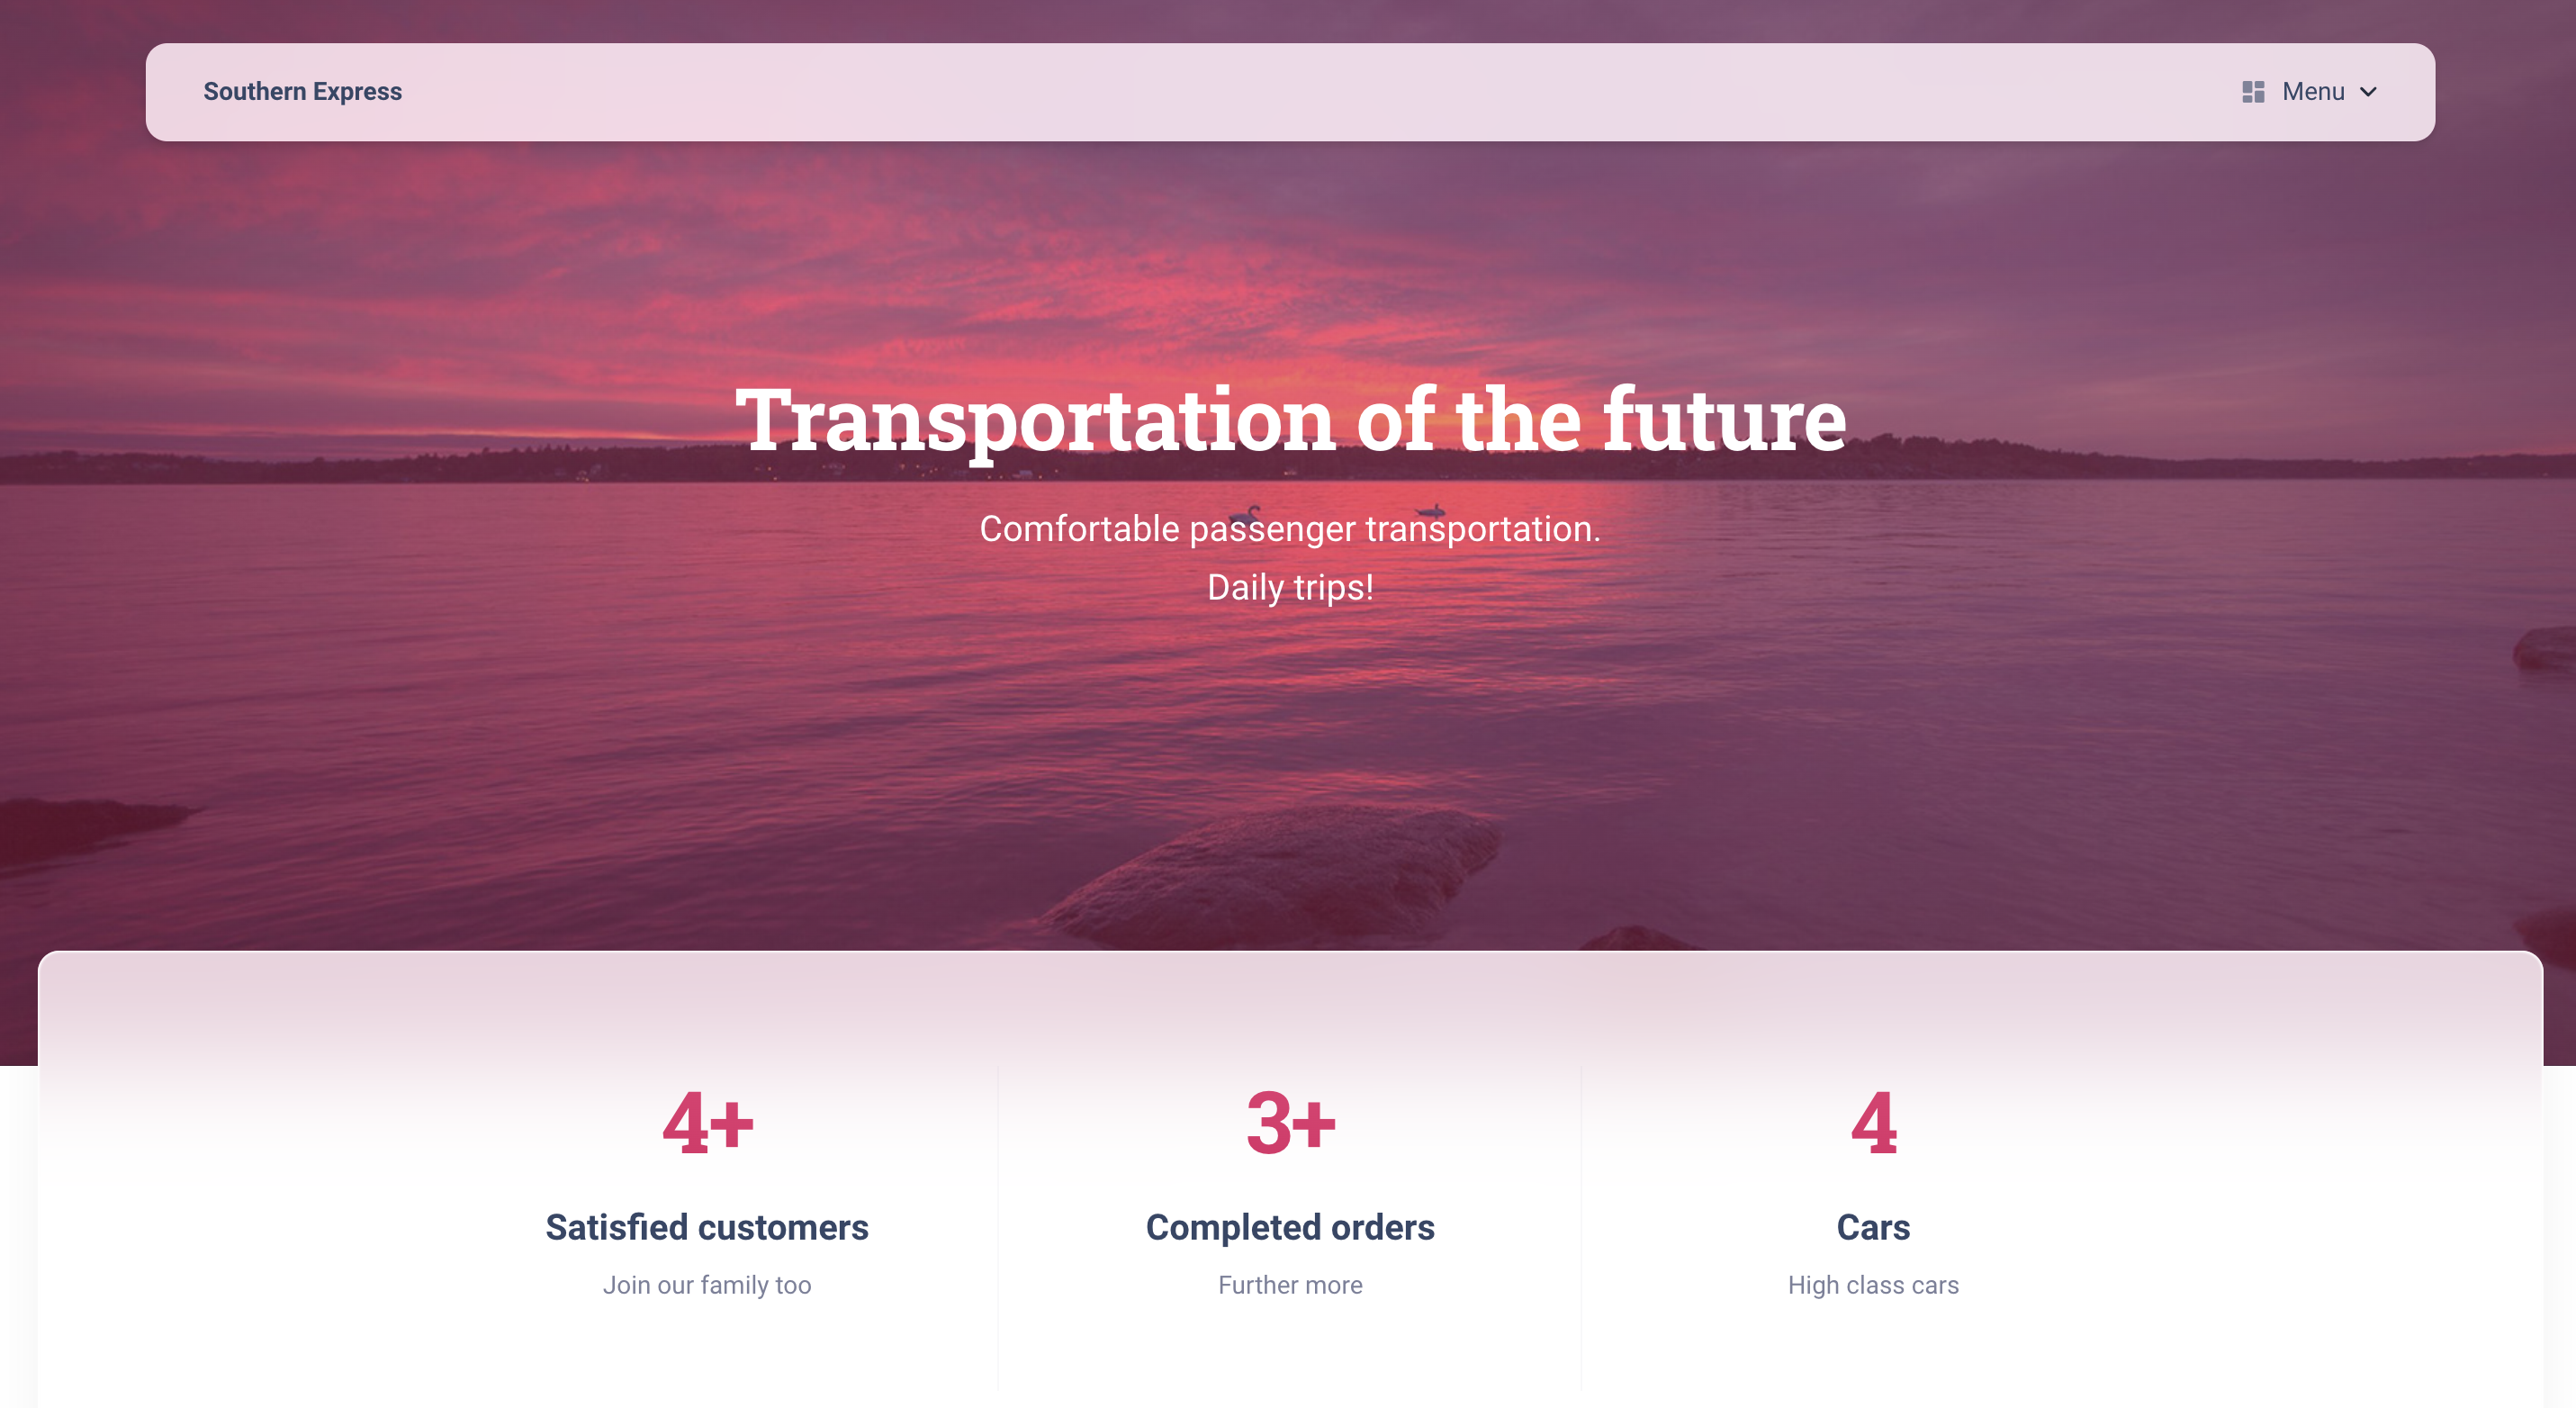 Southern Express
Menu
Transportation of the future
Comfortable passenger transportation.
Daily trips!
4+
3+
4
Satisfied customers
Completed orders
Cars
Join our family too
Further more
High class cars